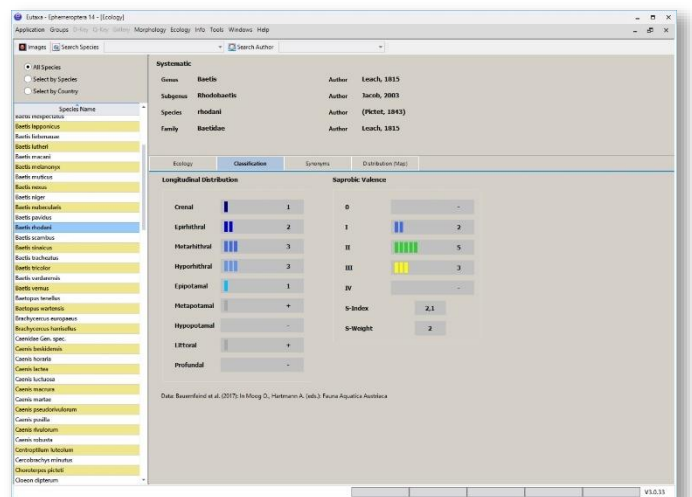 Eutaxa - Ephemeroptera 14 - [Ecology]
Application Groups D-Key G-Key Gallery Morphology Ecology Info Tools Windows Help
Images Search Species Search Author
All Species
Select by Species
Select by Country
Species Name
Baetis inexpectatus
Baetis lapponicus
Baetis liebenauae
Baetis lutheri
Baetis macani
Baetis melanonyx
Baetis muticus
Baetis nexus
Baetis niger
Baetis nubecularis
Baetis pavidus
Baetis rhodani
Baetis scambus
Baetis sinaicus
Baetis tracheatus
Baetis tricolor
Baetis vardarensis
Baetis vernus
Baetopus tenellus
Baetopus wartensis
Brachycercus europaeus
Brachycercus harrisellus
Caenidae Gen. spec.
Caenis beskidensis
Caenis horaria
Caenis lactea
Caenis luctuosa
Caenis macrura
Caenis martae
Caenis pseudorivulorum
Caenis pusilla
Caenis rivulorum
Caenis robusta
Centroptilum luteolum
Cercobrachys minutus
Choroterpes picteti
Cloeon dipterum
Systematic
Genus Baetis Author Leach, 1815
Subgenus Rhodobaetis Author Jacob, 2003
Species rhodani Author (Pictet, 1843)
Family Baetidae Author Leach, 1815
Ecology Classification Synonyms Distribution (Map)
Longitudinal Distribution
Crenal 1
Epirhithral 2
Metarhithral 3
Hyporhithral 3
Epipotamal 1
Metapotamal +
Hypopotamal -
Littoral +
Profundal -
Saprobic Valence
0 -
I 2
II 5
III 3
IV -
S-Index 2,1
S-Weight 2
Data: Bauernfeind et al. (2017): In Moog O., Hartmann A. (eds.): Fauna Aquatica Austriaca
V3.0.33